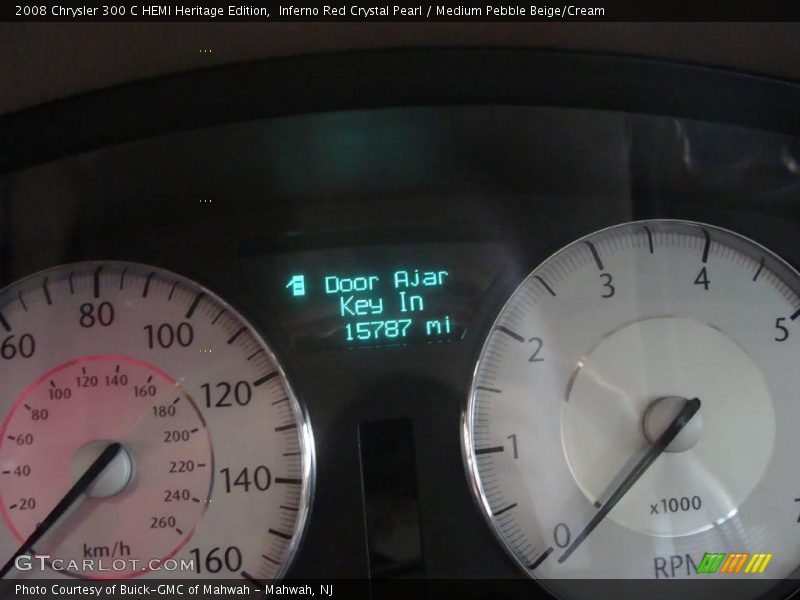 2008 Chrysler 300 C HEMI Heritage Edition,  Inferno Red Crystal Pearl / Medium Pebble Beige/Cream
Door Ajar
Key In
15787 mi
60 80 100 120 140 160
20 40 60 80 100 120 140 160 180 200 220 240 260
km/h
0 1 2 3 4 5
x1000
RPM
GTCARLOT.COM
Photo Courtesy of Buick-GMC of Mahwah - Mahwah, NJ